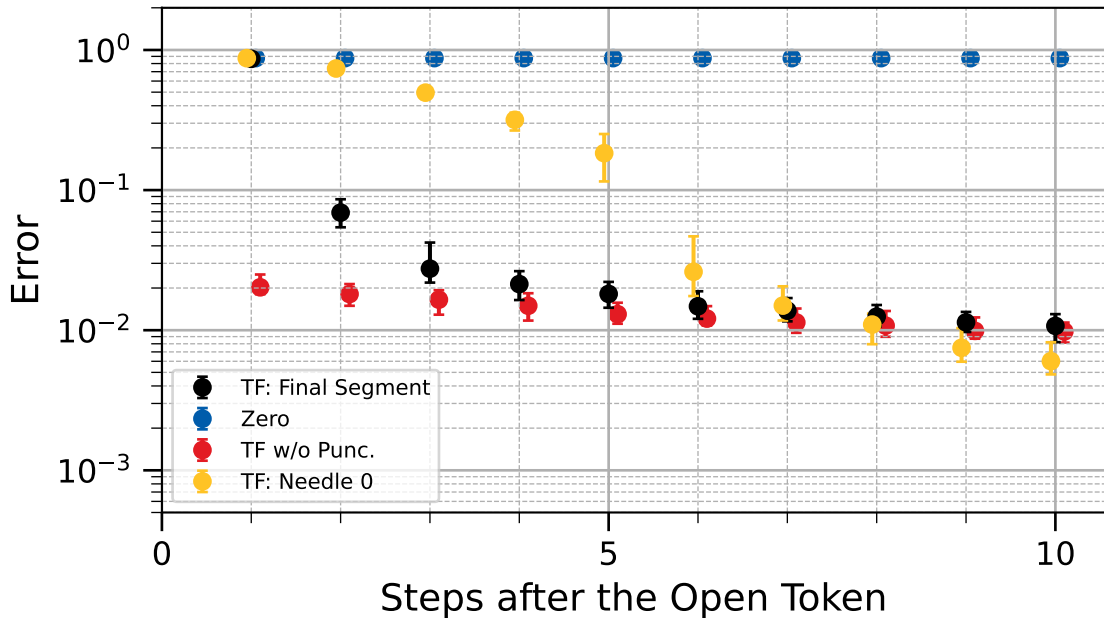 10⁰
10⁻¹
10⁻²
10⁻³
Error
TF: Final Segment
Zero
TF w/o Punc.
TF: Needle 0
0
5
10
Steps after the Open Token